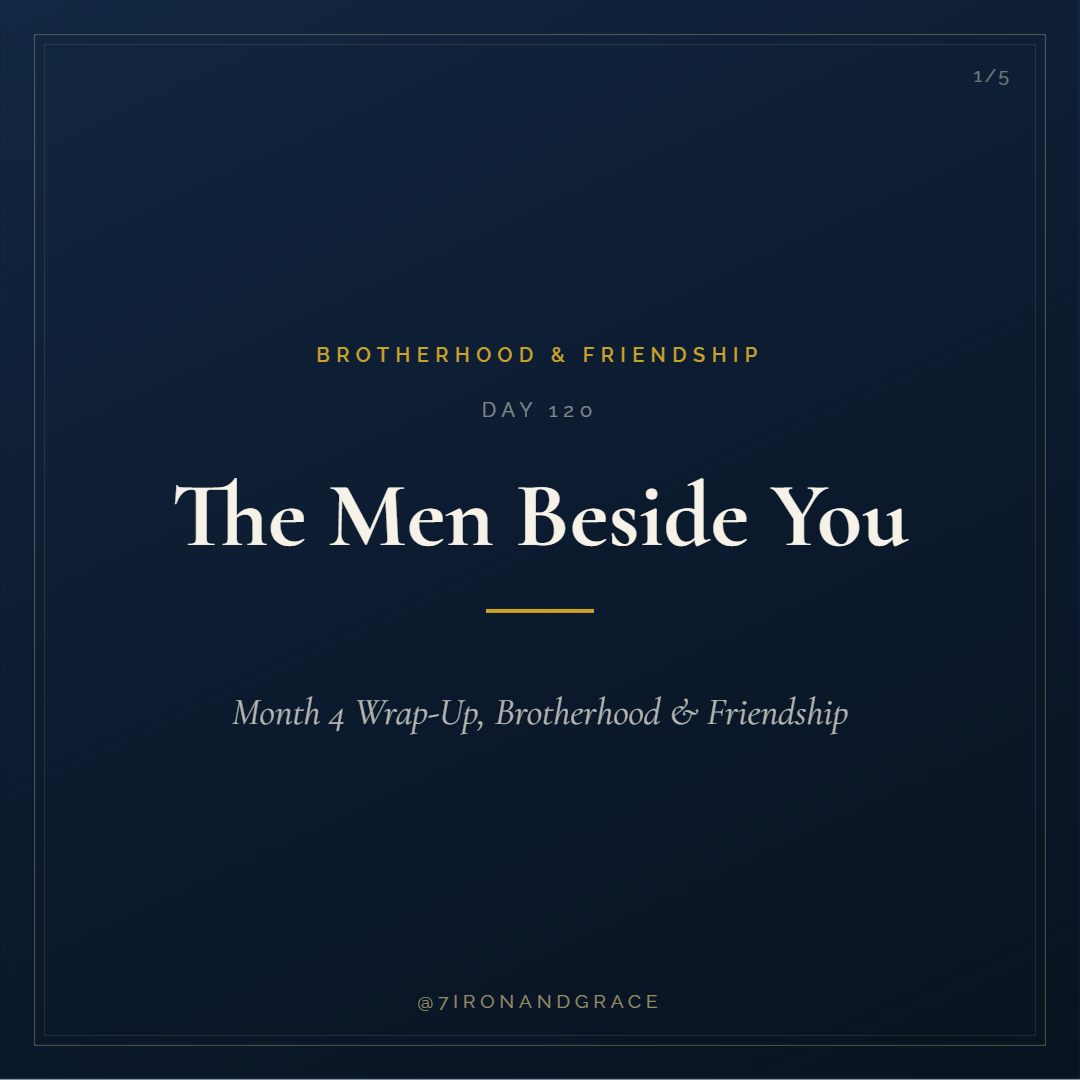 1/5
BROTHERHOOD & FRIENDSHIP
DAY 120
The Men Beside You
Month 4 Wrap-Up, Brotherhood & Friendship
@7IRONANDGRACE